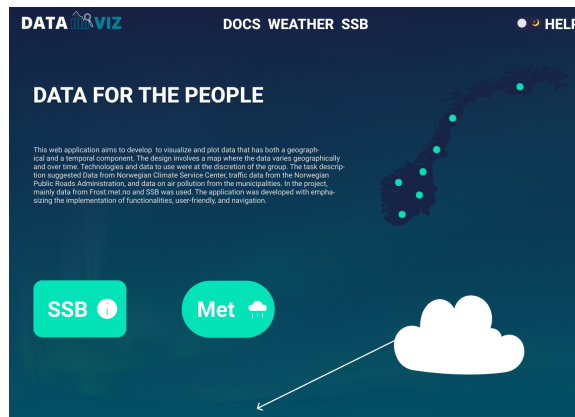 DATA VIZ
DOCS WEATHER SSB
HELP
DATA FOR THE PEOPLE
This web application aims to develop to visualize and plot data that has both a geograph-
ical and a temporal component. The design involves a map where the data varies geographically
and over time. Technologies and data to use were at the discretion of the group. The task descrip-
tion suggested Data from Norwegian Climate Service Center, traffic data from the Norwegian
Public Roads Administration, and data on air pollution from the municipalities. In the project,
mainly data from Frost.met.no and SSB was used. The application was developed with empha-
sizing the implementation of functionalities, user-friendly, and navigation.
SSB i
Met